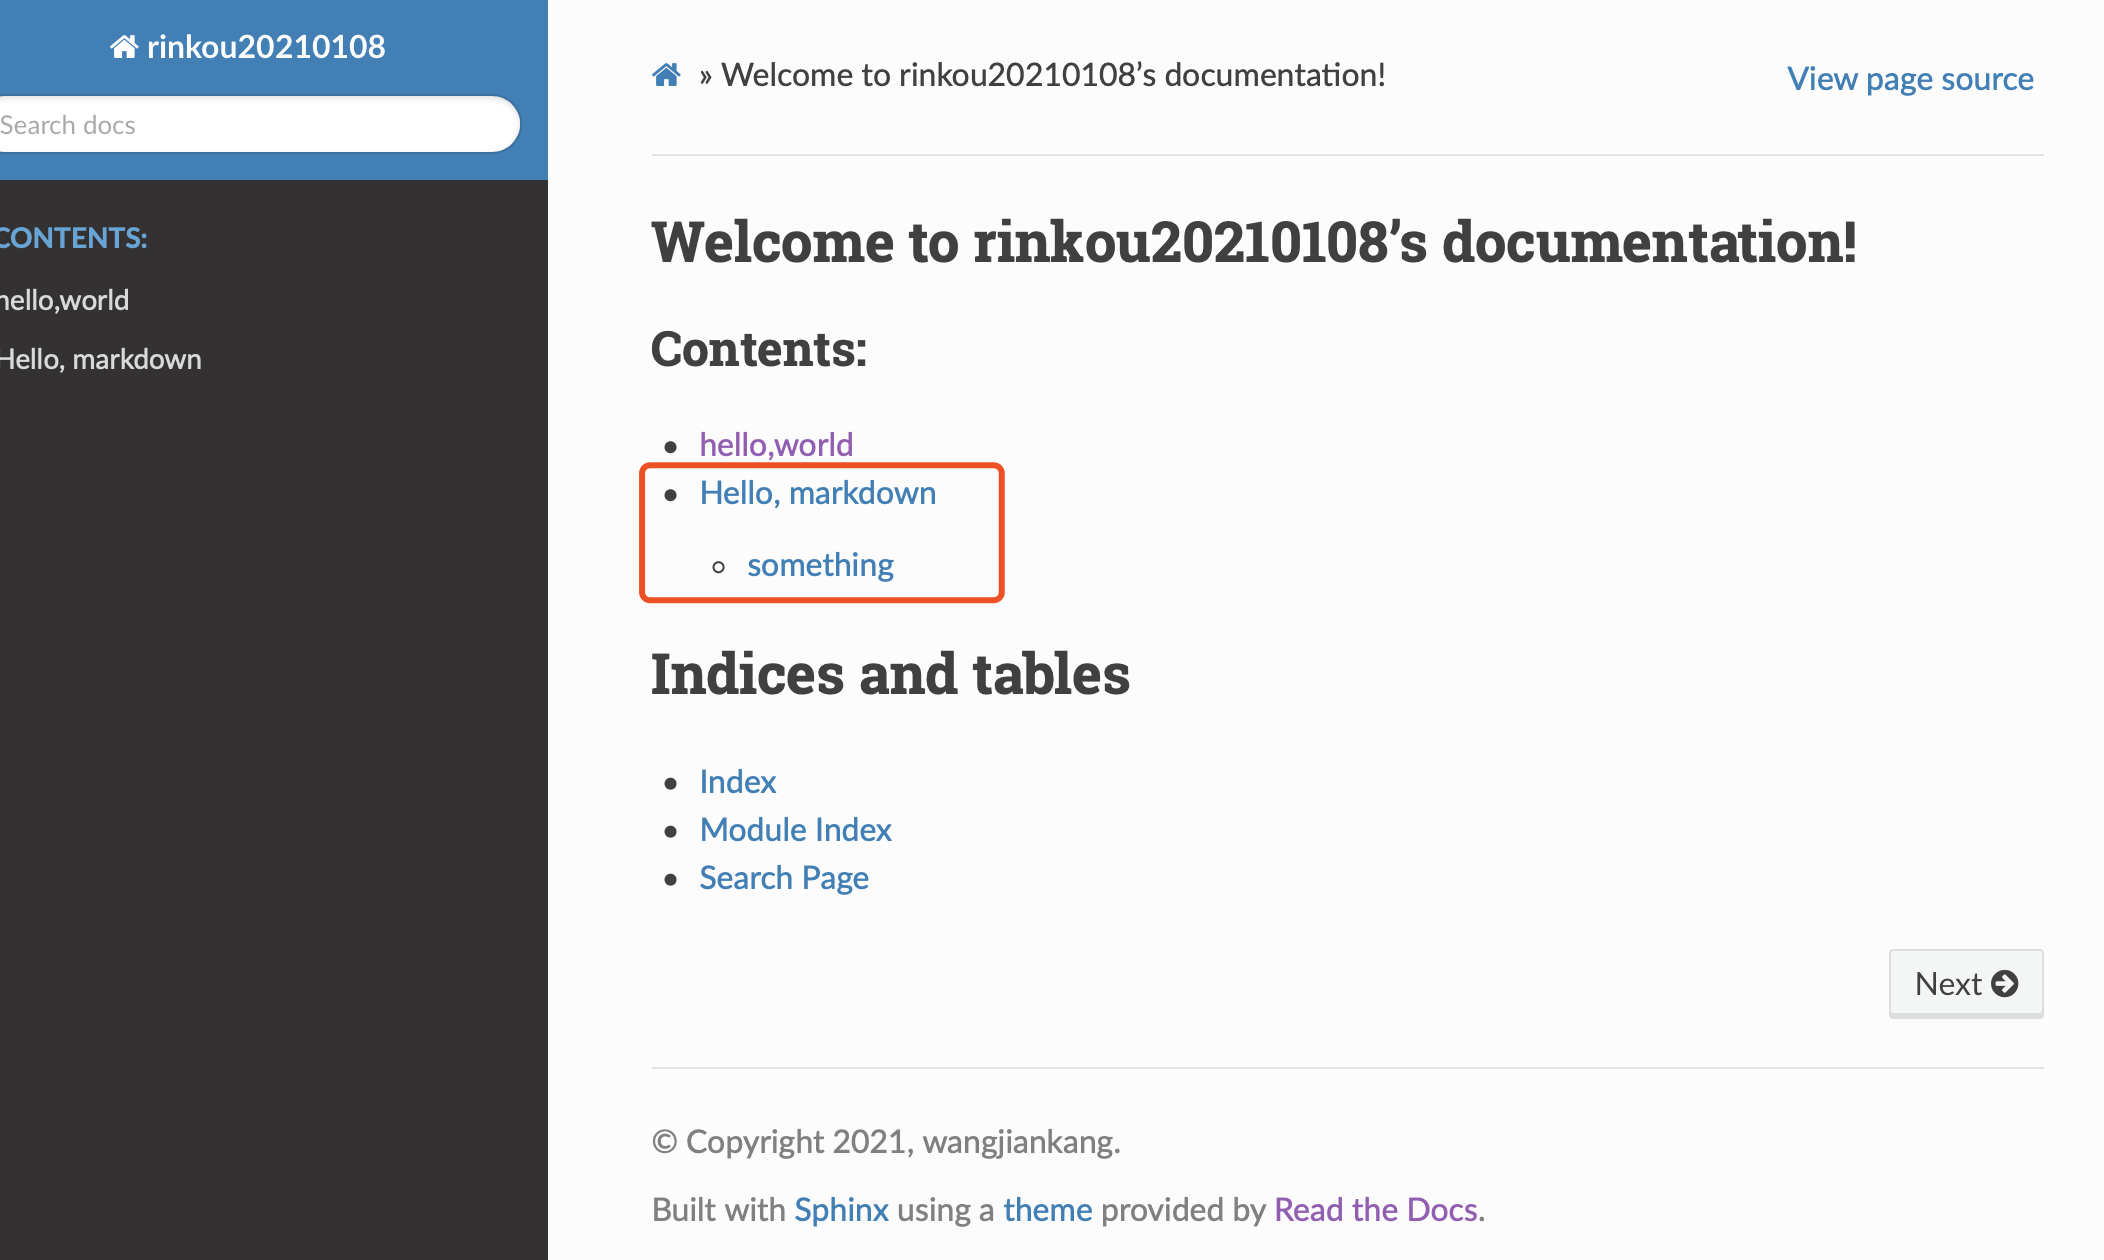 rinkou20210108
Search docs
CONTENTS:
hello,world
Hello, markdown
» Welcome to rinkou20210108’s documentation!
View page source
Welcome to rinkou20210108’s documentation!
Contents:
• hello,world
• Hello, markdown
◦ something
Indices and tables
• Index
• Module Index
• Search Page
Next
© Copyright 2021, wangjiankang.
Built with Sphinx using a theme provided by Read the Docs.